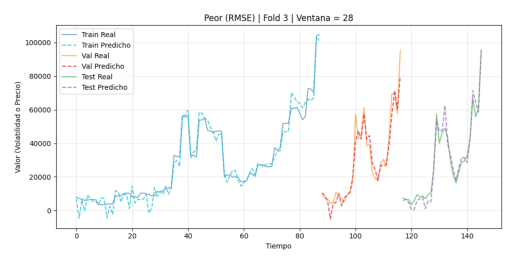 Peor (RMSE) | Fold 3 | Ventana = 28
Train Real
Train Predicho
Val Real
Val Predicho
Test Real
Test Predicho
Valor (Volatilidad o Precio)
100000
80000
60000
40000
20000
0
0 20 40 60 80 100 120 140
Tiempo